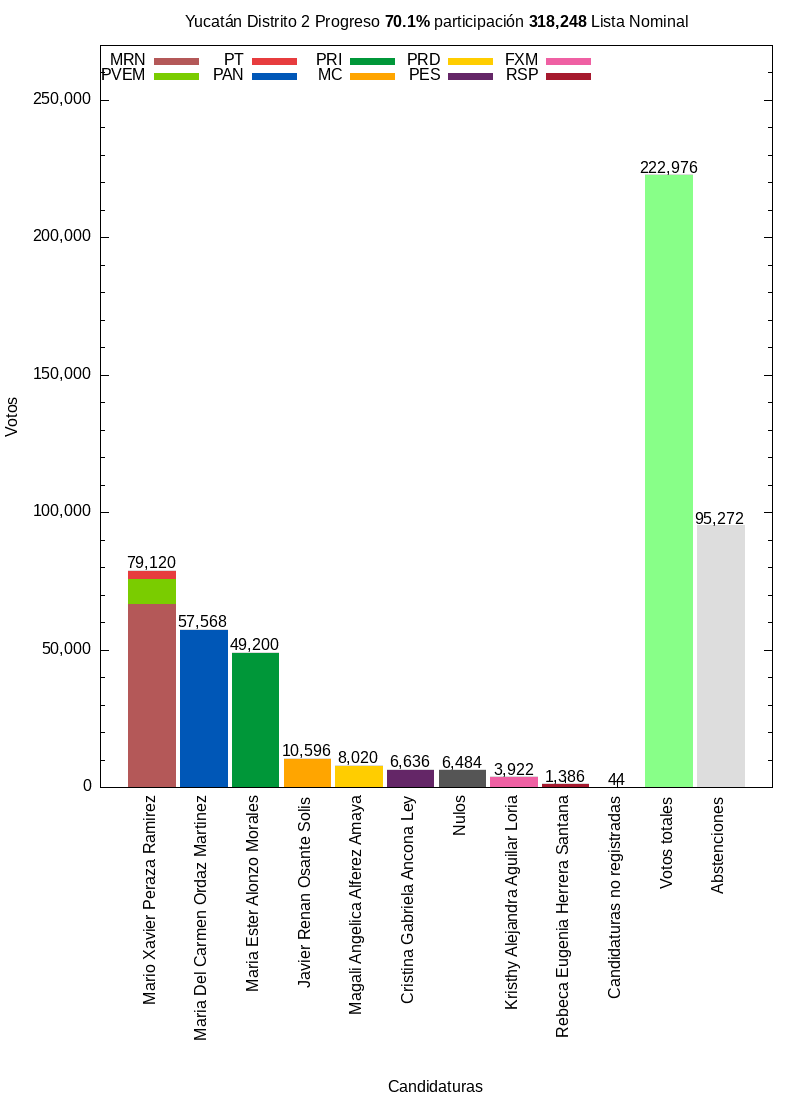 Yucatán Distrito 2 Progreso 70.1% participación 318,248 Lista Nominal
MRN PT PRI PRD FXM
PVEM PAN MC PES RSP
250,000
200,000
150,000
100,000
50,000
0
Votos
222,976
95,272
79,120
57,568
49,200
10,596
8,020
6,636
6,484
3,922
1,386
44
Mario Xavier Peraza Ramirez
Maria Del Carmen Ordaz Martinez
Maria Ester Alonzo Morales
Javier Renan Osante Solis
Magali Angelica Alferez Amaya
Cristina Gabriela Ancona Ley
Nulos
Kristhy Alejandra Aguilar Loria
Rebeca Eugenia Herrera Santana
Candidaturas no registradas
Votos totales
Abstenciones
Candidaturas